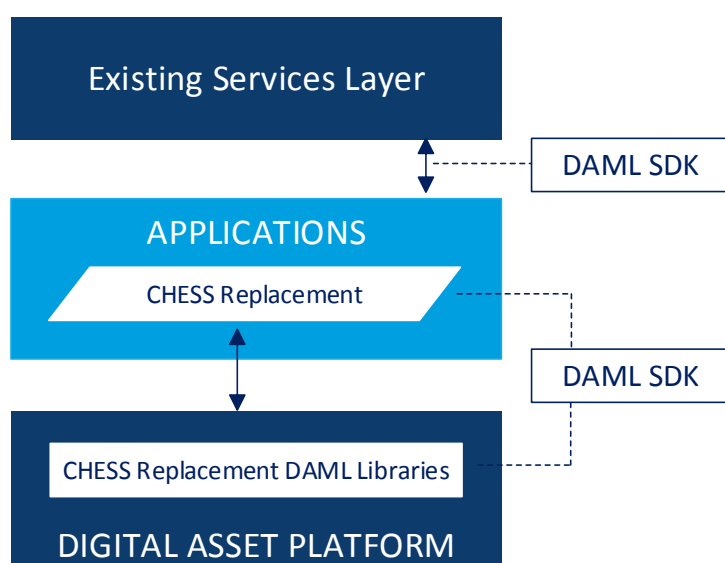 Existing Services Layer
DAML SDK
APPLICATIONS
CHESS Replacement
DAML SDK
CHESS Replacement DAML Libraries
DIGITAL ASSET PLATFORM